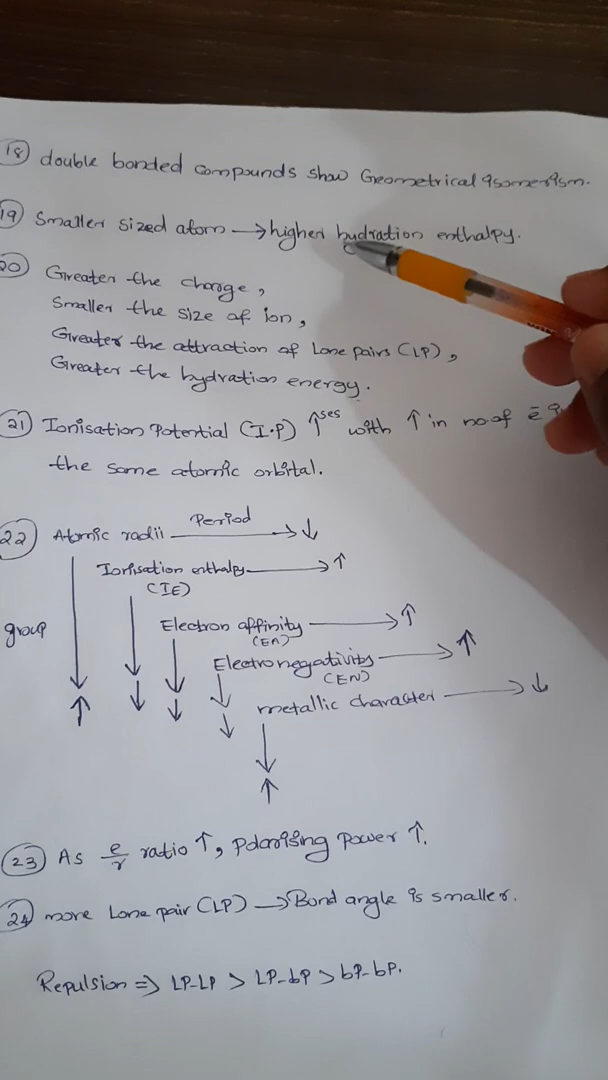 18 double bonded compounds show Geometrical isomerism.
19 Smaller sized atom → higher hydration enthalpy.
20 Greater the charge,
Smaller the size of ion,
Greater the attraction of Lone pairs (LP),
Greater the hydration energy.
21 Ionisation Potential (I.P) ↑ses with ↑ in no of ē
the same atomic orbital.
22 Atomic radii Period → ↓
Ionisation enthalpy → ↑
(IE)
group
Electron affinity → ↑
(EA)
Electronegativity → ↑
(EN)
metallic character → ↓
↑ ↓ ↓ ↓ ↑
23 As e/r ratio ↑, Polarising Power ↑.
24 more Lone pair (LP) → Bond angle is smaller.
Repulsion ⇒ LP-LP > LP-bP > bP-bP.